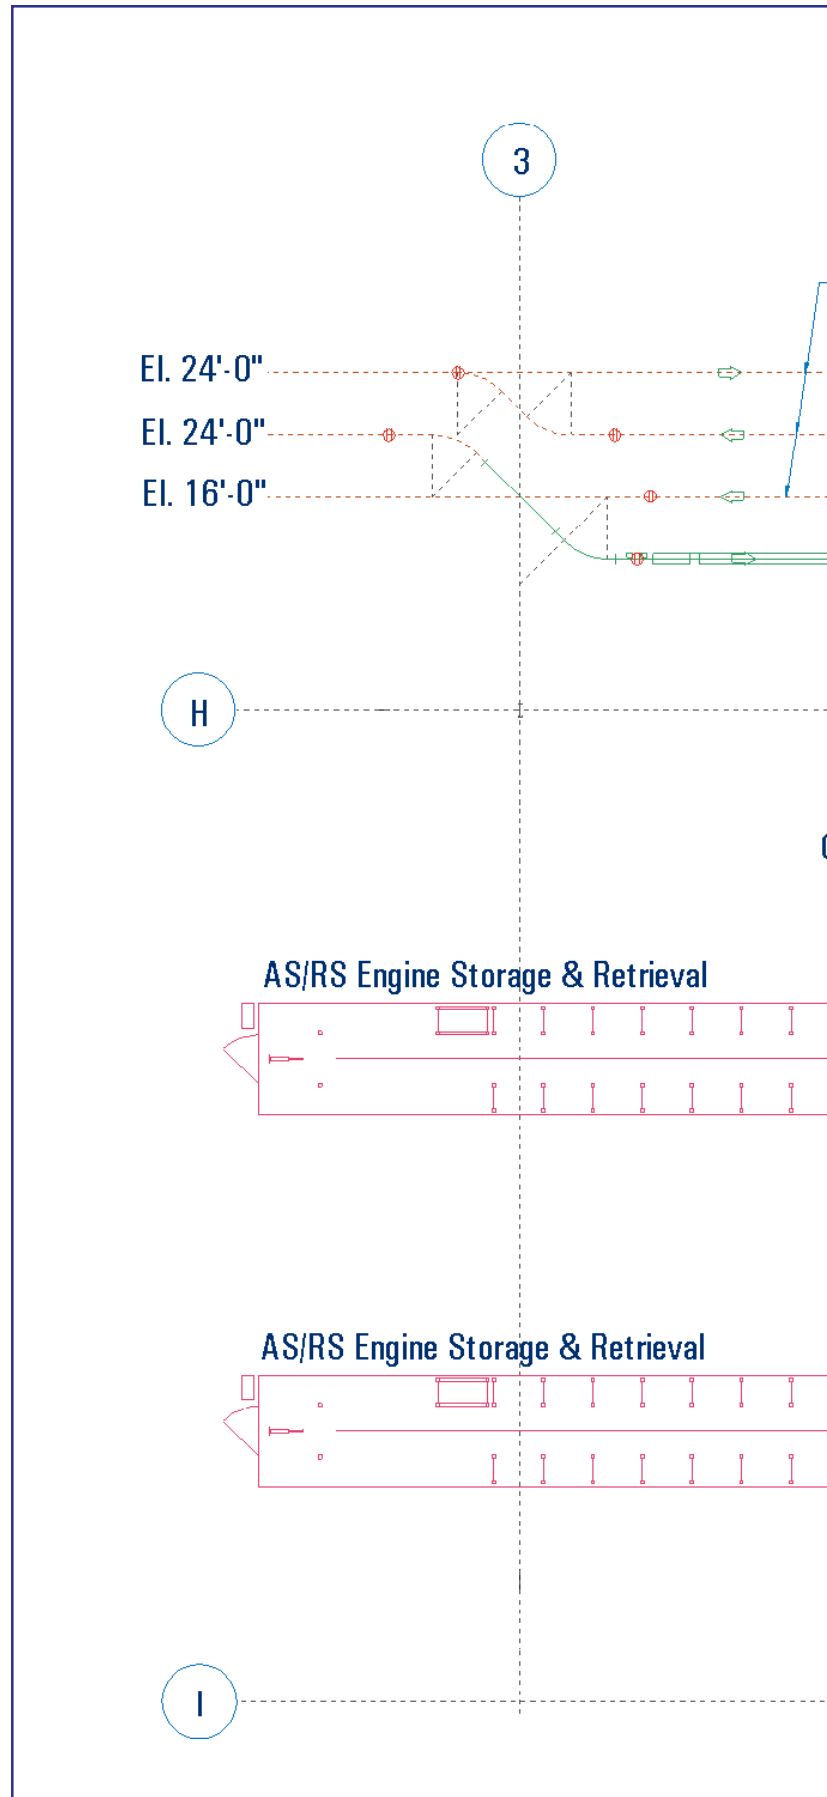 3
El. 24'-0"
El. 24'-0"
El. 16'-0"
H
AS/RS Engine Storage & Retrieval
AS/RS Engine Storage & Retrieval
I